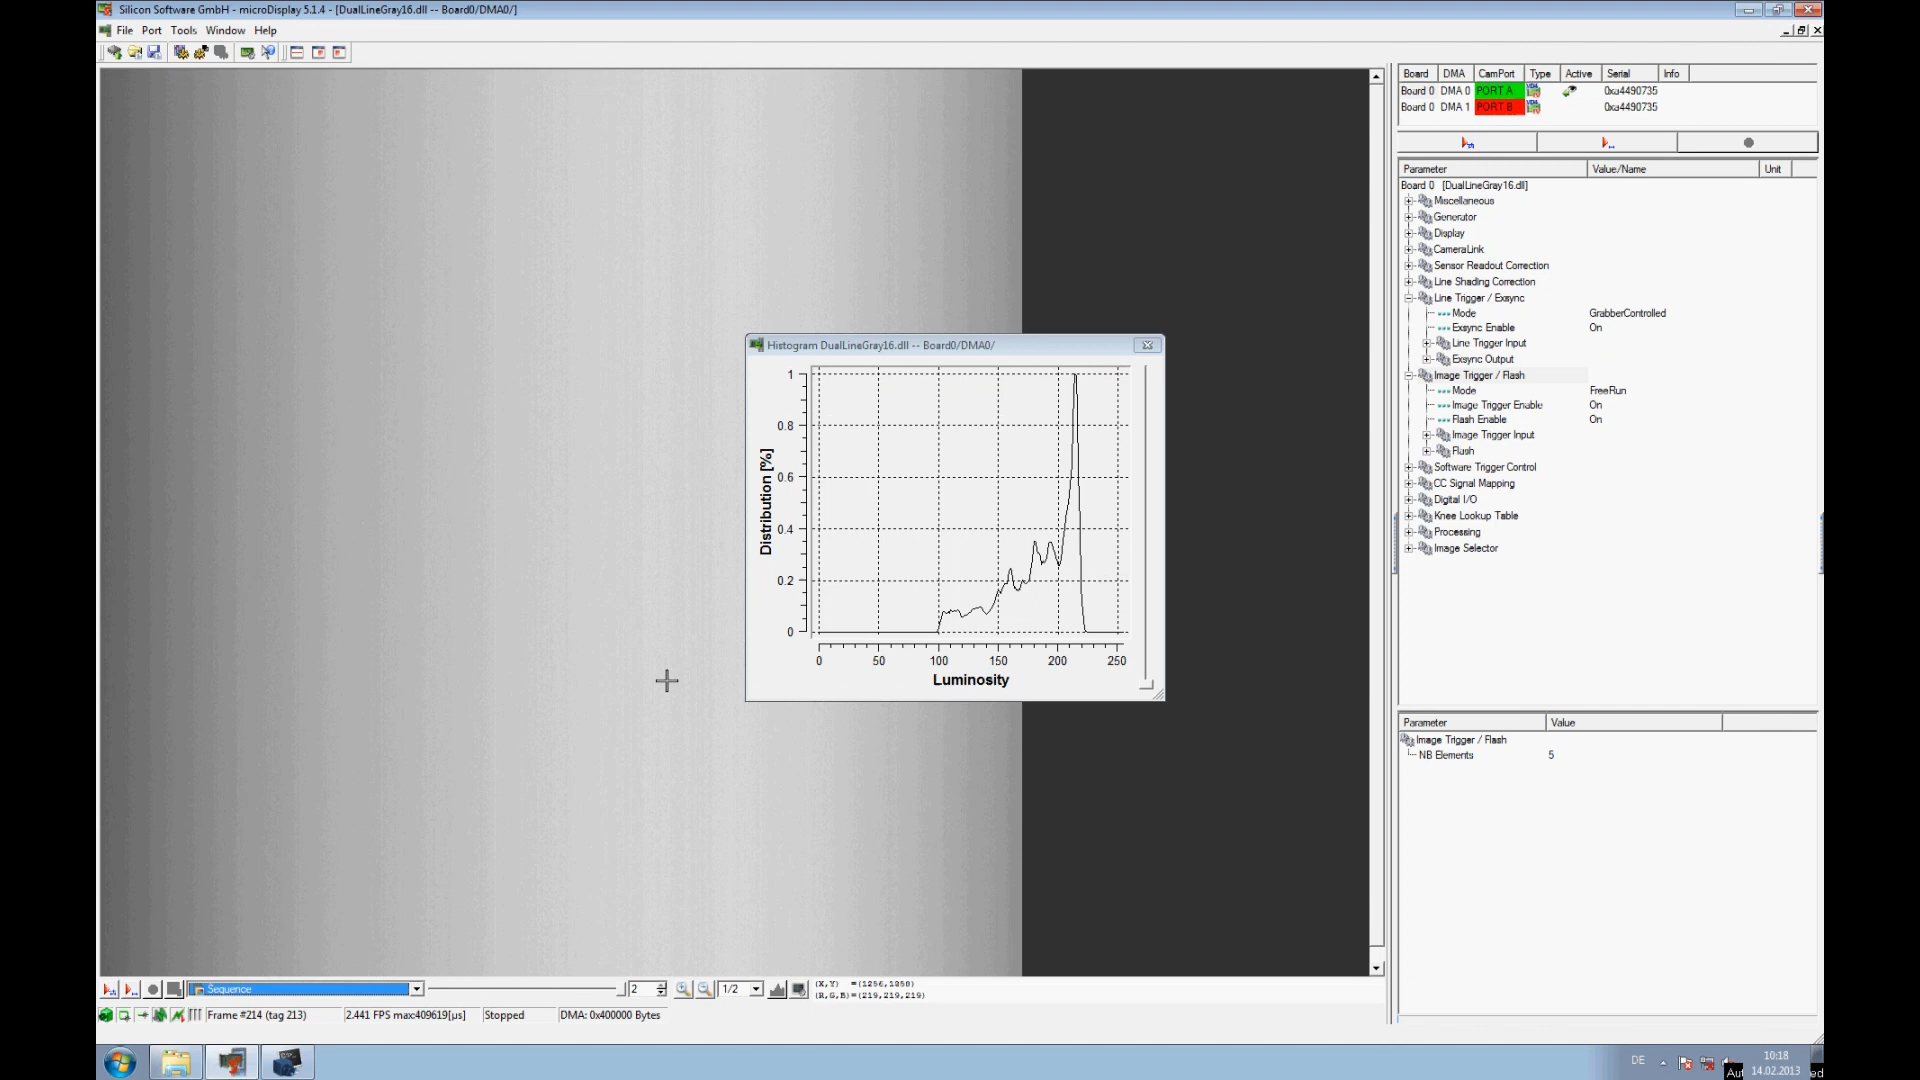 Silicon Software GmbH - microDisplay 5.1.4 - [DualLineGray16.dll -- Board0/DMA0/]
File Port Tools Window Help
Board DMA CamPort Type Active Serial Info
Board 0 DMA 0 PORT A 0xa4490735
Board 0 DMA 1 PORT B 0xa4490735
Parameter Value/Name Unit
Board 0 [DualLineGray16.dll]
Miscellaneous
Generator
Display
CameraLink
Sensor Readout Correction
Line Shading Correction
Line Trigger / Exsync
Mode GrabberControlled
Exsync Enable On
Line Trigger Input
Exsync Output
Image Trigger / Flash
Mode FreeRun
Image Trigger Enable On
Flash Enable On
Image Trigger Input
Flash
Software Trigger Control
CC Signal Mapping
Digital I/O
Knee Lookup Table
Processing
Image Selector
Histogram DualLineGray16.dll -- Board0/DMA0/
1
0.8
0.6
0.4
0.2
0
Distribution [%]
0 50 100 150 200 250
Luminosity
Parameter Value
Image Trigger / Flash
NB Elements 5
Sequence 2 1/2 (X,Y) =(1256,1250)
(R,G,B)=(219,219,219)
Frame #214 (tag 213) 2.441 FPS max:409619[µs] Stopped DMA: 0x400000 Bytes
DE 10:18
14.02.2013